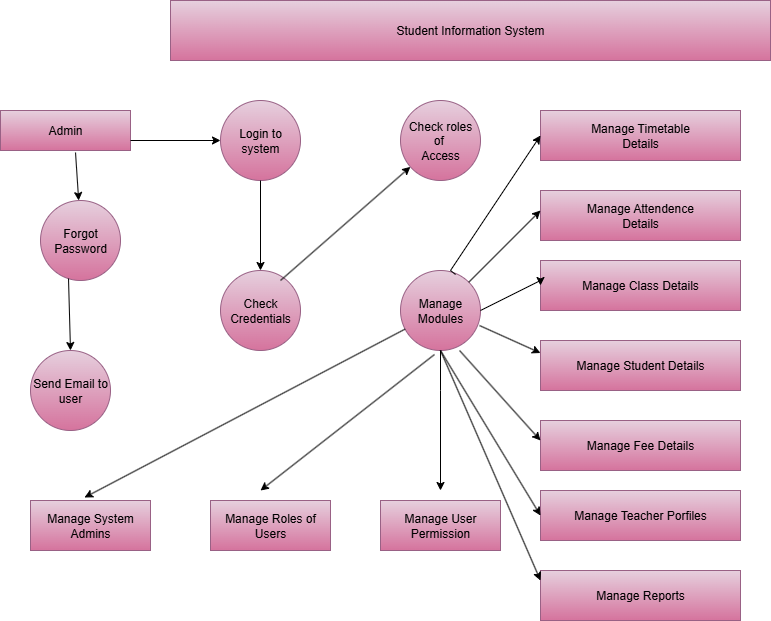 Student Information System
Admin
Login to
system
Check roles
of
Access
Manage Timetable
Details
Forgot
Password
Manage Attendence
Details
Check
Credentials
Manage
Modules
Manage Class Details
Send Email to
user
Manage Student Details
Manage Fee Details
Manage System
Admins
Manage Roles of
Users
Manage User
Permission
Manage Teacher Porfiles
Manage Reports